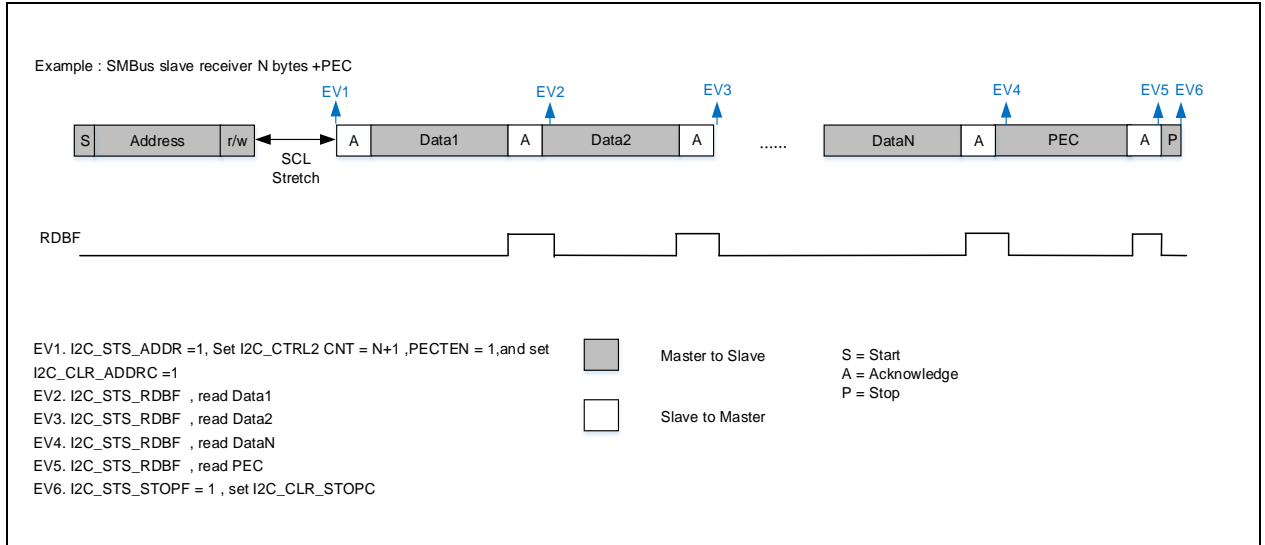 Example : SMBus slave receiver N bytes +PEC
EV1 EV2 EV3 EV4 EV5 EV6
S Address r/w A Data1 A Data2 A ...... DataN A PEC A P
SCL
Stretch
RDBF
EV1. I2C_STS_ADDR =1, Set I2C_CTRL2 CNT = N+1 ,PECTEN = 1,and set
I2C_CLR_ADDRC =1
EV2. I2C_STS_RDBF , read Data1
EV3. I2C_STS_RDBF , read Data2
EV4. I2C_STS_RDBF , read DataN
EV5. I2C_STS_RDBF , read PEC
EV6. I2C_STS_STOPF = 1 , set I2C_CLR_STOPC
Master to Slave
Slave to Master
S = Start
A = Acknowledge
P = Stop